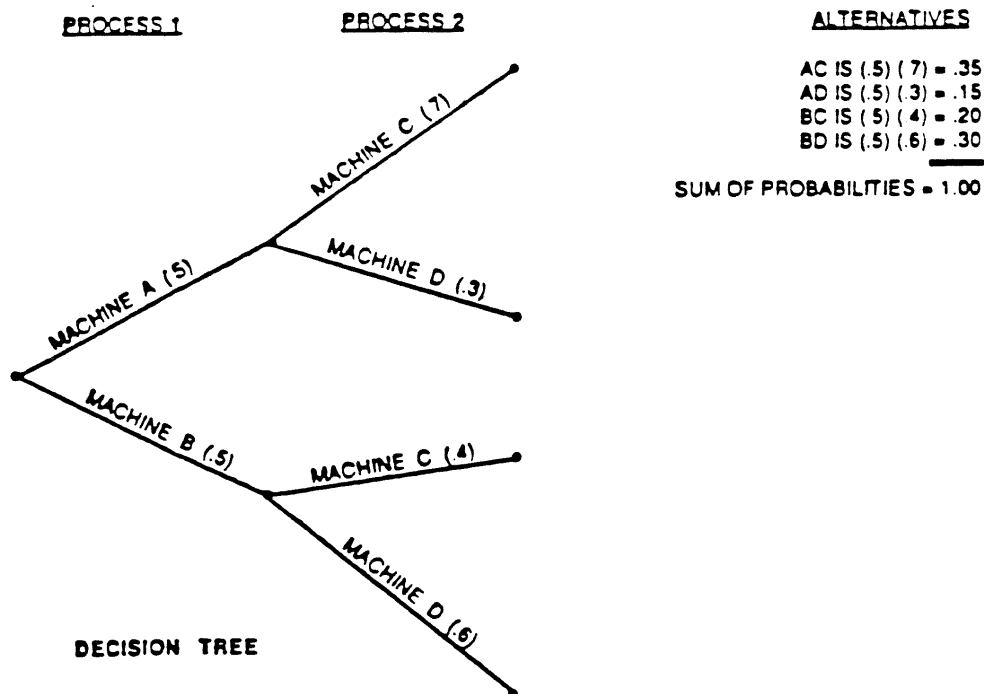 PROCESS 1
PROCESS 2
ALTERNATIVES
AC IS (.5) ( 7) = .35
AD IS (.5) (.3) = .15
BC IS ( 5) (.4) = .20
BD IS (.5) (.6) = .30
SUM OF PROBABILITIES = 1.00
MACHINE C (7)
MACHINE A (.5)
MACHINE D (.3)
MACHINE B (.5)
MACHINE C (.4)
MACHINE D (.6)
DECISION TREE